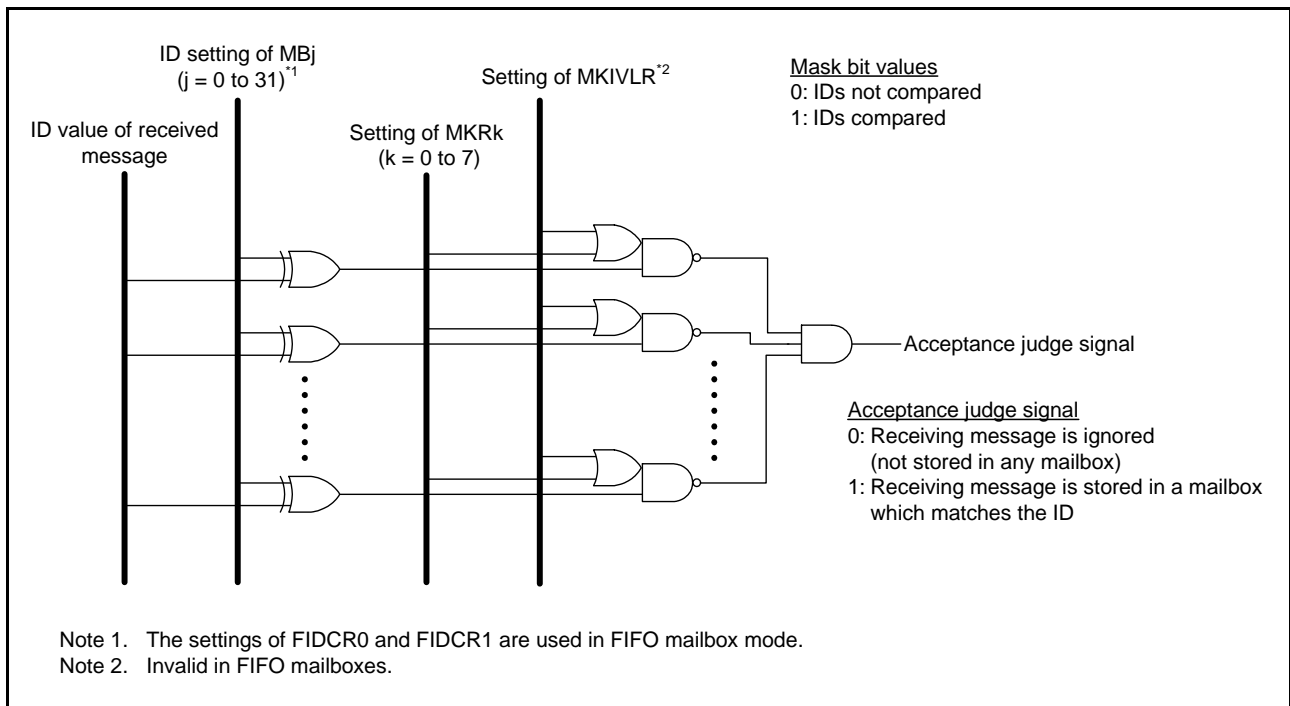 ID setting of MBj
(j = 0 to 31)*1
Setting of MKIVLR*2
Mask bit values
0: IDs not compared
1: IDs compared
ID value of received
message
Setting of MKRk
(k = 0 to 7)
Acceptance judge signal
Acceptance judge signal
0: Receiving message is ignored
(not stored in any mailbox)
1: Receiving message is stored in a mailbox
which matches the ID
Note 1. The settings of FIDCR0 and FIDCR1 are used in FIFO mailbox mode.
Note 2. Invalid in FIFO mailboxes.